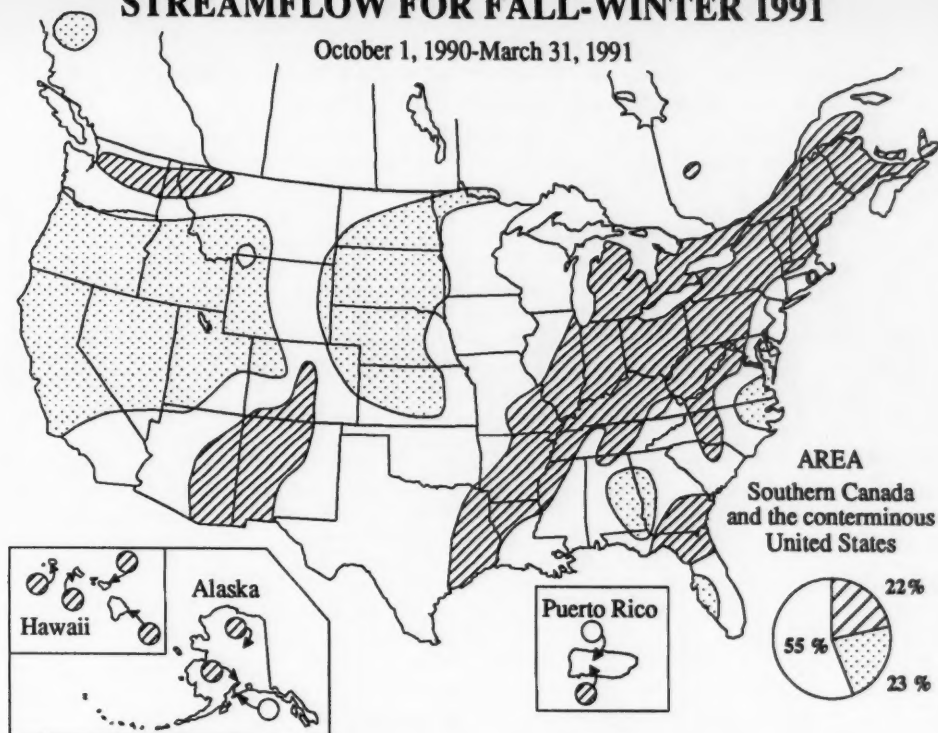 STREAMFLOW FOR FALL-WINTER 1991
October 1, 1990-March 31, 1991
AREA
Southern Canada
and the conterminous
United States
22%
55 %
23 %
Hawaii
Alaska
Puerto Rico